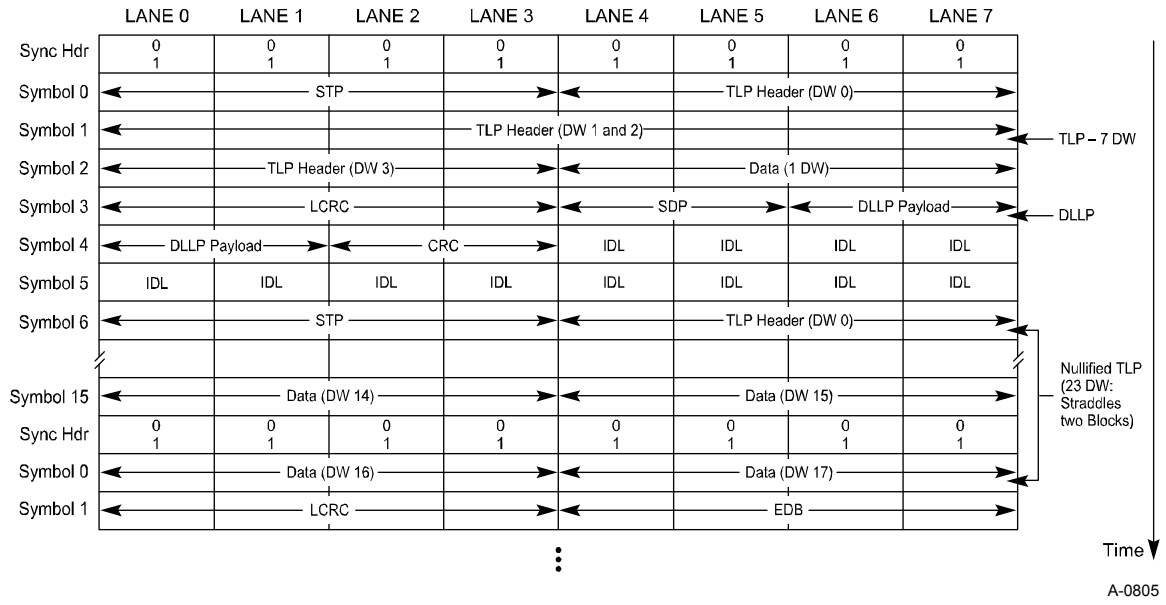 LANE 0 LANE 1 LANE 2 LANE 3 LANE 4 LANE 5 LANE 6 LANE 7
Sync Hdr 0 0 0 0 0 0 0 0
1 1 1 1 1 1 1 1
Symbol 0 STP TLP Header (DW 0)
Symbol 1 TLP Header (DW 1 and 2)
TLP – 7 DW
Symbol 2 TLP Header (DW 3) Data (1 DW)
Symbol 3 LCRC SDP DLLP Payload
DLLP
Symbol 4 DLLP Payload CRC IDL IDL IDL IDL
Symbol 5 IDL IDL IDL IDL IDL IDL IDL IDL
Symbol 6 STP TLP Header (DW 0)
Nullified TLP
(23 DW:
Straddles
two Blocks)
Symbol 15 Data (DW 14) Data (DW 15)
Sync Hdr 0 0 0 0 0 0 0 0
1 1 1 1 1 1 1 1
Symbol 0 Data (DW 16) Data (DW 17)
Symbol 1 LCRC EDB
Time
A-0805